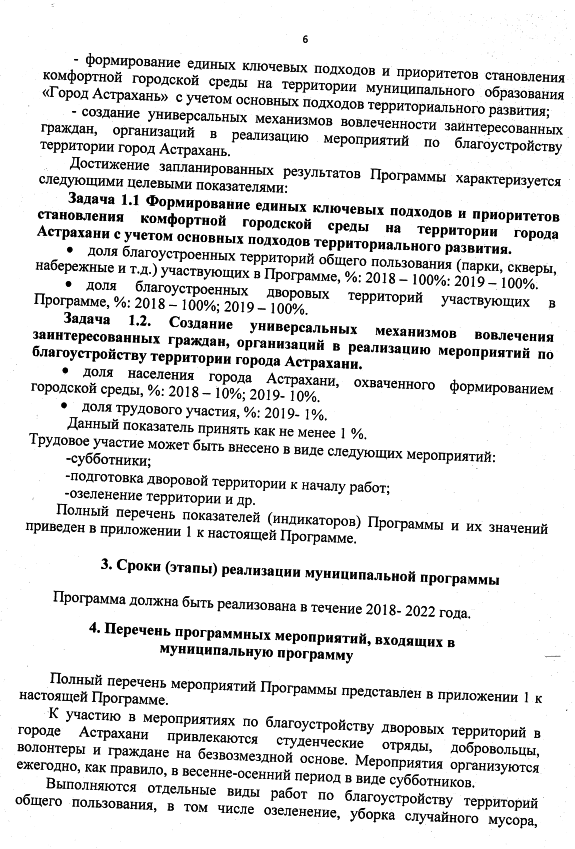 6
- формирование единых ключевых подходов и приоритетов становления
комфортной городской среды на территории муниципального образования
«Город Астрахань» с учетом основных подходов территориального развития;
- создание универсальных механизмов вовлеченности заинтересованных
граждан, организаций в реализацию мероприятий по благоустройству
территории город Астрахань.
Достижение запланированных результатов Программы характеризуется
следующими целевыми показателями:
Задача 1.1 Формирование единых ключевых подходов и приоритетов
становления комфортной городской среды на территории города
Астрахани с учетом основных подходов территориального развития.
• доля благоустроенных территорий общего пользования (парки, скверы,
набережные и т.д.) участвующих в Программе, %: 2018 – 100%: 2019 – 100%.
• доля благоустроенных дворовых территорий участвующих в
Программе, %: 2018 – 100%; 2019 – 100%.
Задача 1.2. Создание универсальных механизмов вовлечения
заинтересованных граждан, организаций в реализацию мероприятий по
благоустройству территории города Астрахани.
• доля населения города Астрахани, охваченного формированием
городской среды, %: 2018 – 10%; 2019- 10%.
• доля трудового участия, %: 2019- 1%.
Данный показатель принять как не менее 1 %.
Трудовое участие может быть внесено в виде следующих мероприятий:
-субботники;
-подготовка дворовой территории к началу работ;
-озеленение территории и др.
Полный перечень показателей (индикаторов) Программы и их значений
приведен в приложении 1 к настоящей Программе.
3. Сроки (этапы) реализации муниципальной программы
Программа должна быть реализована в течение 2018- 2022 года.
4. Перечень программных мероприятий, входящих в
муниципальную программу
Полный перечень мероприятий Программы представлен в приложении 1 к
настоящей Программе.
К участию в мероприятиях по благоустройству дворовых территорий в
городе Астрахани привлекаются студенческие отряды, добровольцы,
волонтеры и граждане на безвозмездной основе. Мероприятия организуются
ежегодно, как правило, в весенне-осенний период в виде субботников.
Выполняются отдельные виды работ по благоустройству территорий
общего пользования, в том числе озеленение, уборка случайного мусора,